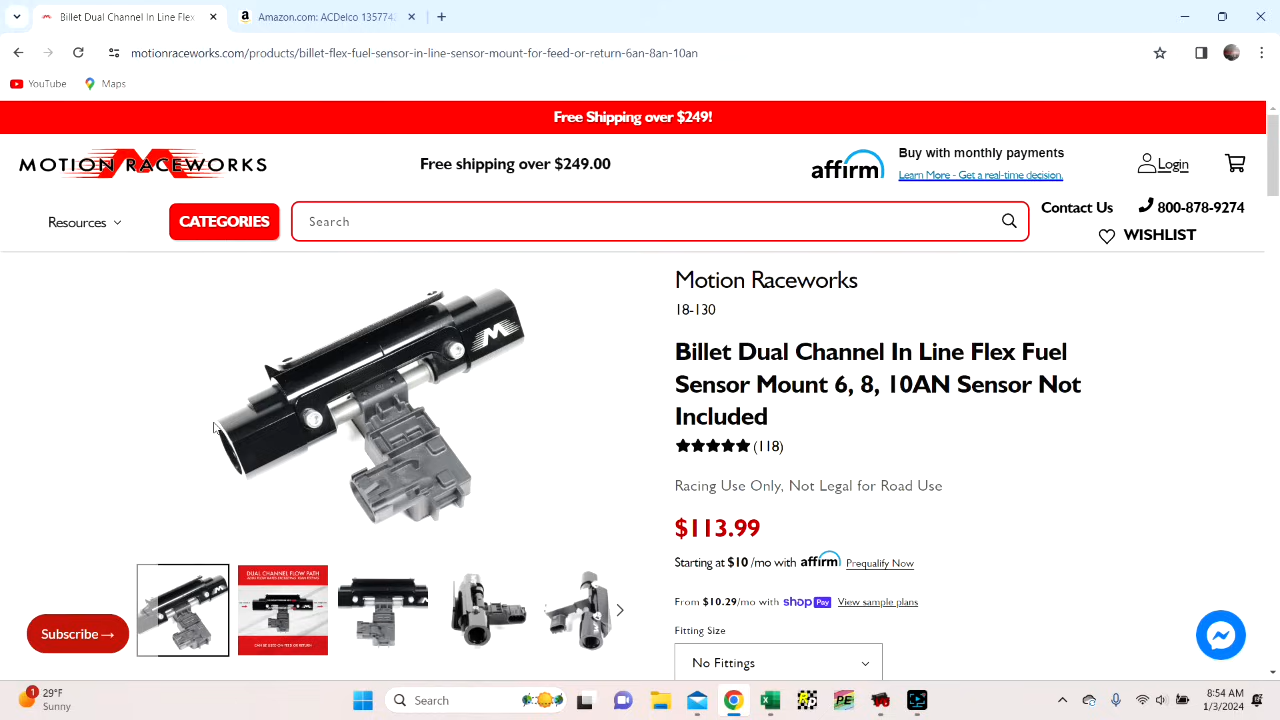 Billet Dual Channel In Line Flex
Amazon.com: ACDelco 1357742
motionraceworks.com/products/billet-flex-fuel-sensor-in-line-sensor-mount-for-feed-or-return-6an-8an-10an
YouTube
Maps
Free Shipping over $249!
MOTION RACEWORKS
Free shipping over $249.00
affirm
Buy with monthly payments
Learn More - Get a real-time decision.
Login
Resources
CATEGORIES
Search
Contact Us
800-878-9274
WISHLIST
Motion Raceworks
18-130
Billet Dual Channel In Line Flex Fuel
Sensor Mount 6, 8, 10AN Sensor Not
Included
(118)
Racing Use Only, Not Legal for Road Use
$113.99
Starting at $10 /mo with affirm Prequalify Now
From $10.29/mo with shop Pay View sample plans
Fitting Size
No Fittings
DUAL CHANNEL FLOW PATH
Subscribe →
1
29°F
Sunny
Search
8:54 AM
1/3/2024